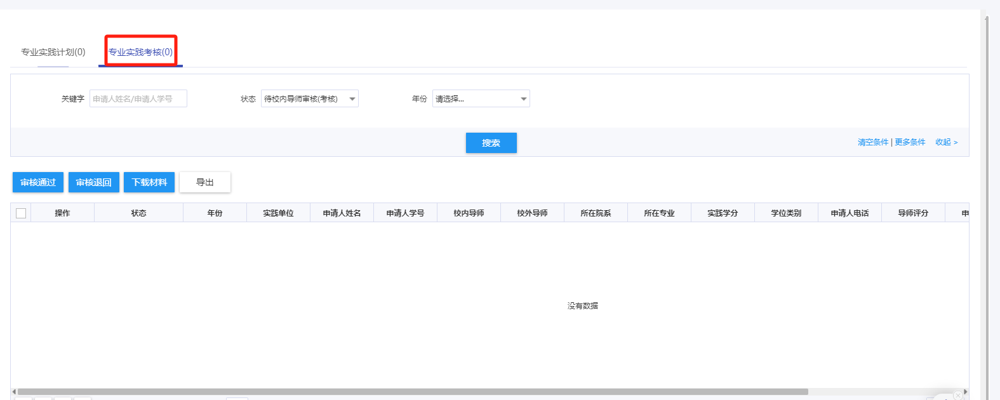 专业实践计划(0) 专业实践考核(0)
关键字 申请人姓名/申请人学号 状态 待校内导师审核(考核) 年份 请选择...
搜索 清空条件 | 更多条件 收起 >
审核通过 审核退回 下载材料 导出
操作 状态 年份 实践单位 申请人姓名 申请人学号 校内导师 校外导师 所在院系 所在专业 实践学分 学位类别 申请人电话 导师评分 申
没有数据